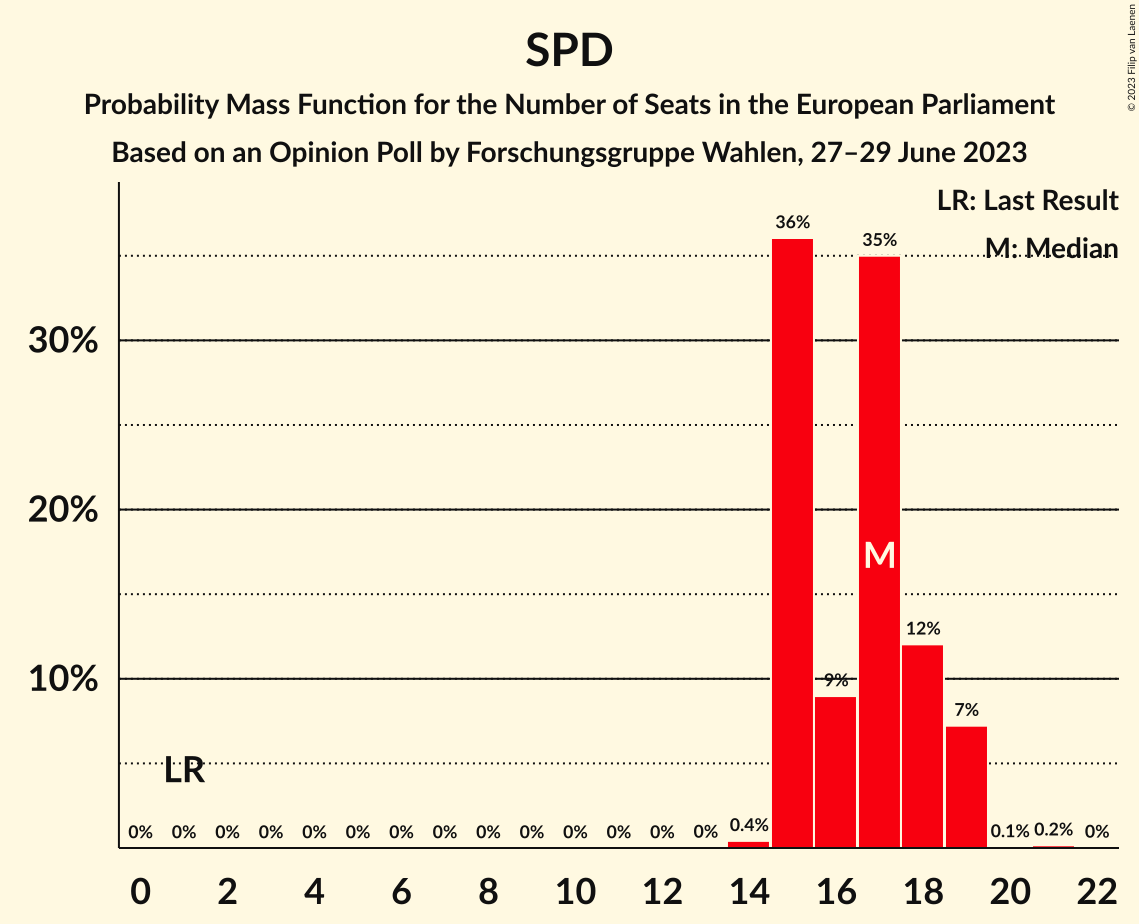 SPD
Probability Mass Function for the Number of Seats in the European Parliament
Based on an Opinion Poll by Forschungsgruppe Wahlen, 27–29 June 2023
© 2023 Filip van Laenen
LR: Last Result
M: Median
36%
35%
30%
20%
M
12%
10%
9%
7%
LR
0% 0% 0% 0% 0% 0% 0% 0% 0% 0% 0% 0% 0% 0% 0.4% 0.1% 0.2% 0%
0 2 4 6 8 10 12 14 16 18 20 22